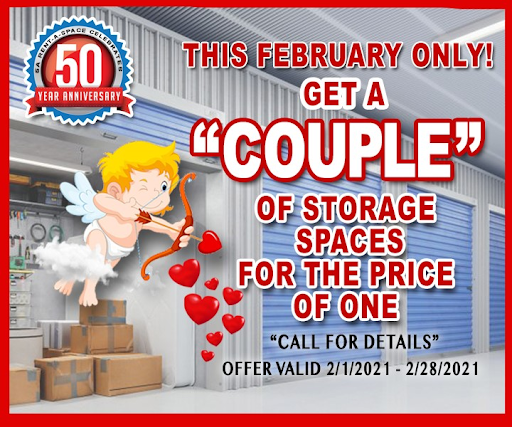 SA RENT-A-SPACE CELEBRATES
50
YEAR ANNIVERSARY
THIS FEBRUARY ONLY!
GET A
“COUPLE”
OF STORAGE
SPACES
FOR THE PRICE
OF ONE
“CALL FOR DETAILS”
OFFER VALID 2/1/2021 - 2/28/2021